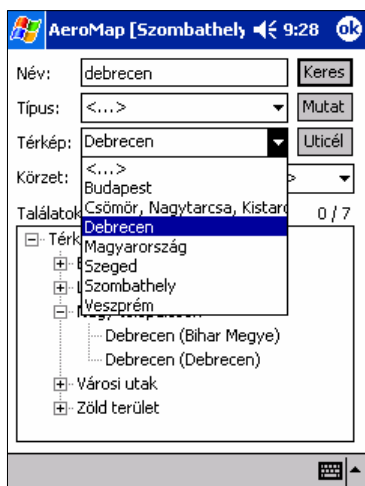 AeroMap [Szombathely 9:28 ok
Név: debrecen Keres
Típus: <...> Mutat
Térkép: Debrecen Uticél
Körzet:
<...>
Budapest
Csömör, Nagytarcsa, Kistarc
Debrecen
Magyarország
Szeged
Szombathely
Veszprém
Találatok 0 / 7
Térk
Debrecen (Bihar Megye)
Debrecen (Debrecen)
Városi utak
Zöld terület